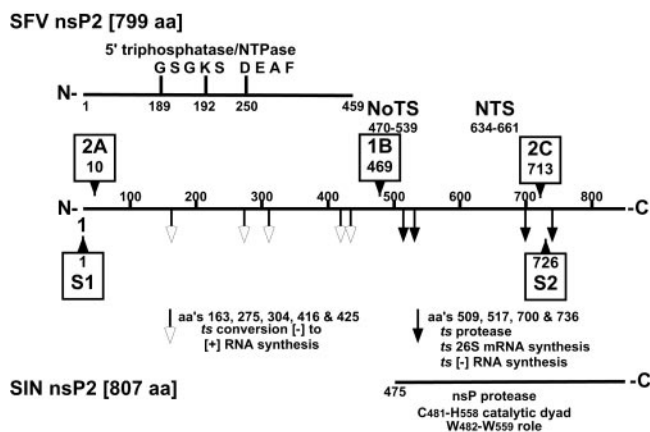 SFV nsP2 [799 aa]
5' triphosphatase/NTPase
G S G K S D E A F
N-
1 189 192 250 459
NoTS NTS
470-539 634-661
2A 1B 2C
10 469 713
100 200 300 400 500 600 700 800
N- -C
1
1 726
S1 S2
aa's 163, 275, 304, 416 & 425
ts conversion [-] to
[+] RNA synthesis
aa's 509, 517, 700 & 736
ts protease
ts 26S mRNA synthesis
ts [-] RNA synthesis
SIN nsP2 [807 aa]
475 -C
nsP protease
C481-H558 catalytic dyad
W482-W559 role